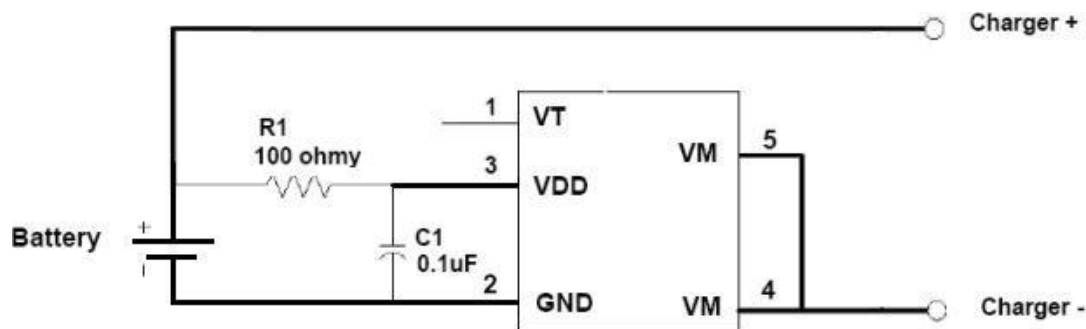 Charger +
1
VT
R1
100 ohmy
3
VDD
VM
5
Battery
+
-
C1
0.1uF
2
GND
VM
4
Charger -